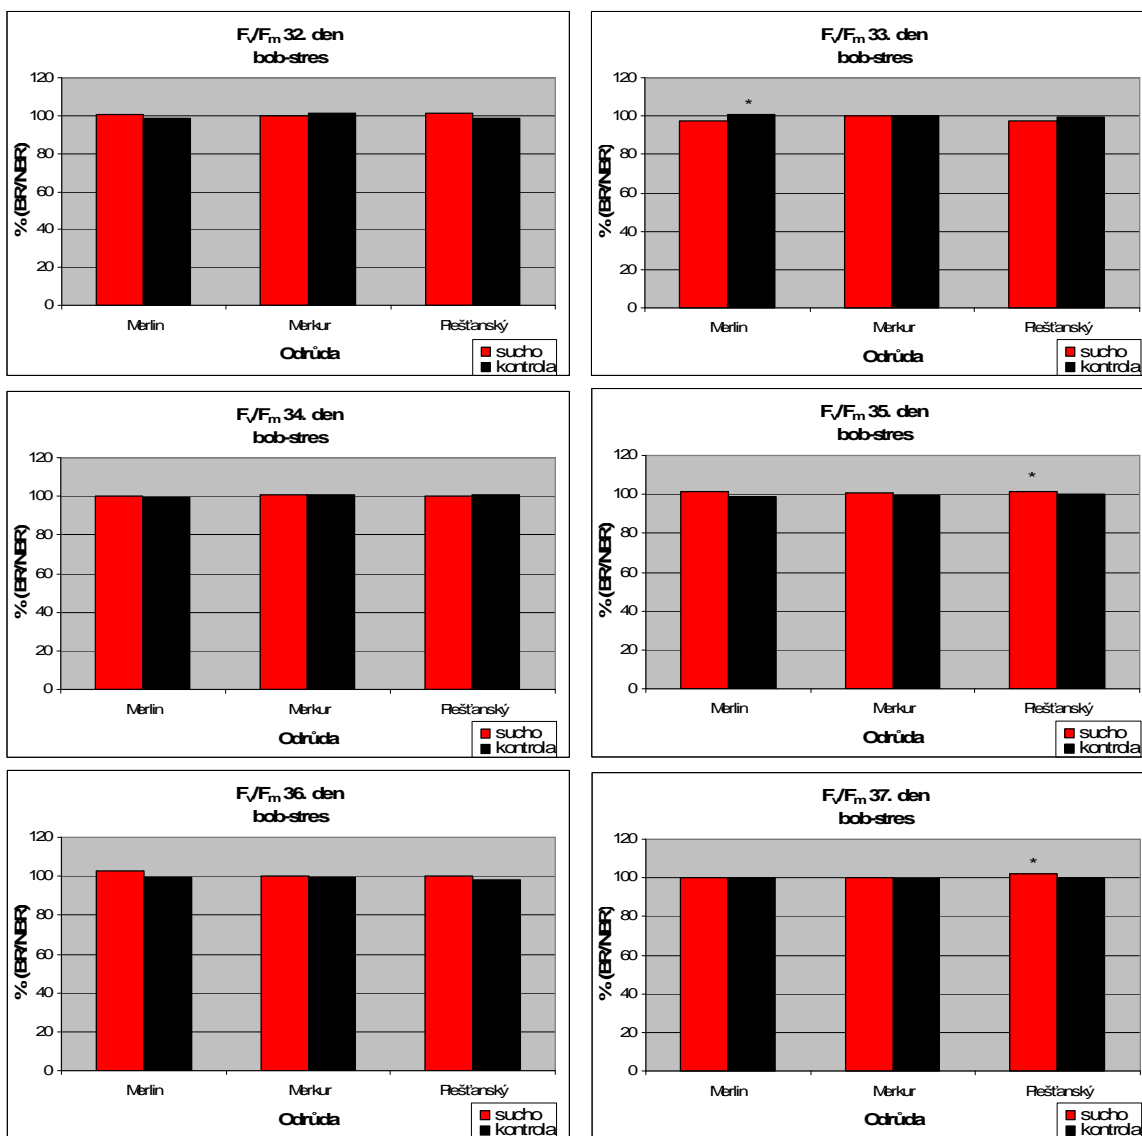 Fv/Fm 32. den
bob-stres
120
100
80
60
40
20
0
% (BR/NBR)
Merlin Merkur Piešťanský
Odrůda
sucho
kontrola
Fv/Fm 33. den
bob-stres
*
120
100
80
60
40
20
0
% (BR/NBR)
Merlin Merkur Piešťanský
Odrůda
sucho
kontrola
Fv/Fm 34. den
bob-stres
120
100
80
60
40
20
0
% (BR/NBR)
Merlin Merkur Piešťanský
Odrůda
sucho
kontrola
Fv/Fm 35. den
bob-stres
*
120
100
80
60
40
20
0
% (BR/NBR)
Merlin Merkur Piešťanský
Odrůda
sucho
kontrola
Fv/Fm 36. den
bob-stres
120
100
80
60
40
20
0
% (BR/NBR)
Merlin Merkur Piešťanský
Odrůda
sucho
kontrola
Fv/Fm 37. den
bob-stres
*
120
100
80
60
40
20
0
% (BR/NBR)
Merlin Merkur Piešťanský
Odrůda
sucho
kontrola